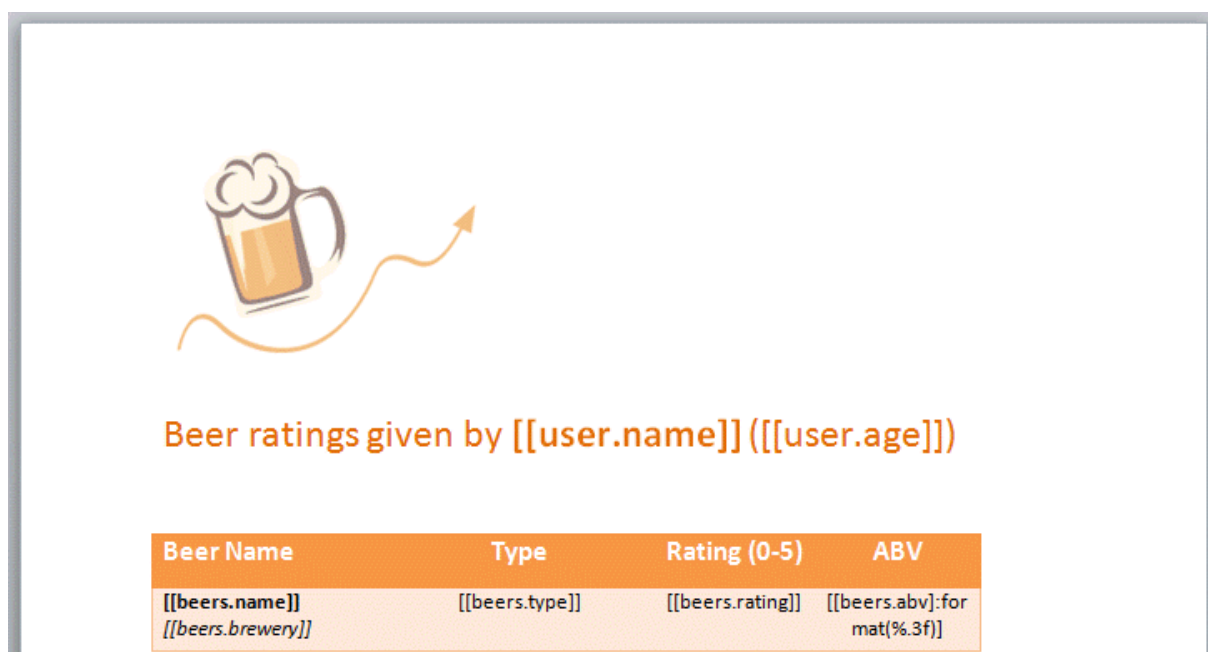 Beer ratings given by [[user.name]] ([[user.age]])
Beer Name Type Rating (0-5) ABV
[[beers.name]] [[beers.type]] [[beers.rating]] [[beers.abv]:for
[[beers.brewery]] mat(%.3f)]